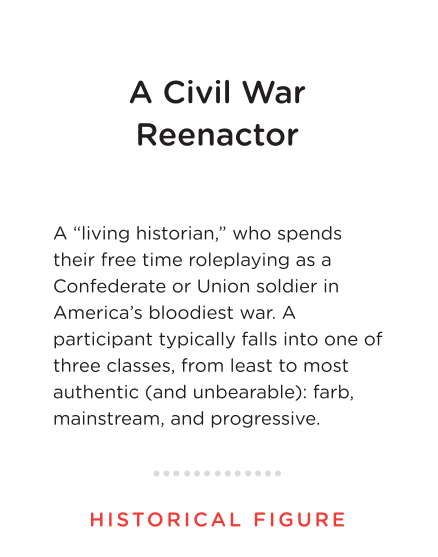 A Civil War
Reenactor
A “living historian,” who spends
their free time roleplaying as a
Confederate or Union soldier in
America’s bloodiest war. A
participant typically falls into one of
three classes, from least to most
authentic (and unbearable): farb,
mainstream, and progressive.
HISTORICAL FIGURE